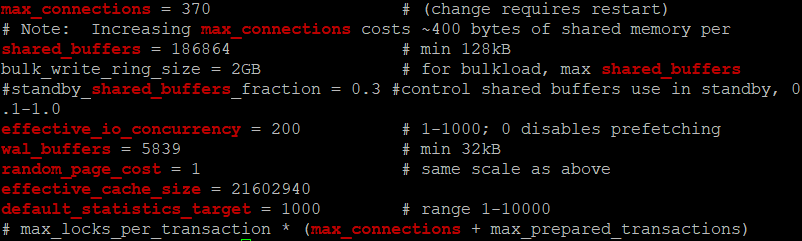 max_connections = 370 # (change requires restart)
# Note: Increasing max_connections costs ~400 bytes of shared memory per
shared_buffers = 186864 # min 128kB
bulk_write_ring_size = 2GB # for bulkload, max shared_buffers
#standby_shared_buffers_fraction = 0.3 #control shared buffers use in standby, 0
.1-1.0
effective_io_concurrency = 200 # 1-1000; 0 disables prefetching
wal_buffers = 5839 # min 32kB
random_page_cost = 1 # same scale as above
effective_cache_size = 21602940
default_statistics_target = 1000 # range 1-10000
# max_locks_per_transaction * (max_connections + max_prepared_transactions)